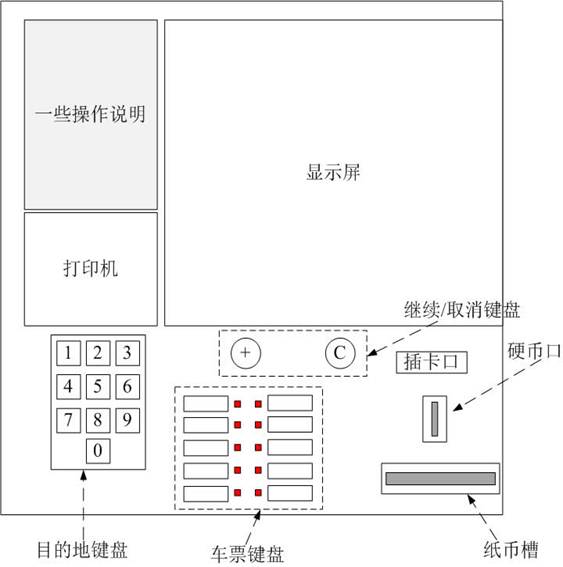 一些操作说明
显示屏
打印机
继续/取消键盘
+
C
硬币口
插卡口
1 2 3
4 5 6
7 8 9
0
目的地键盘
车票键盘
纸币槽